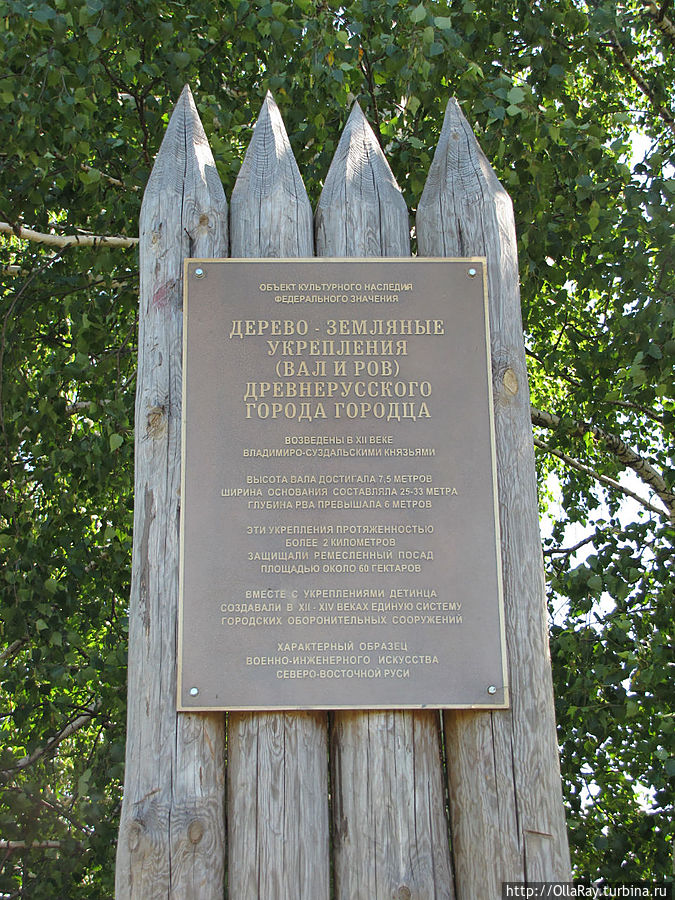 ОБЪЕКТ КУЛЬТУРНОГО НАСЛЕДИЯ
ФЕДЕРАЛЬНОГО ЗНАЧЕНИЯ
ДЕРЕВО - ЗЕМЛЯНЫЕ
УКРЕПЛЕНИЯ
(ВАЛ И РОВ)
ДРЕВНЕРУССКОГО
ГОРОДА ГОРОДЦА
ВОЗВЕДЕНЫ В XII ВЕКЕ
ВЛАДИМИРО-СУЗДАЛЬСКИМИ КНЯЗЬЯМИ
ВЫСОТА ВАЛА ДОСТИГАЛА 7,5 МЕТРОВ
ШИРИНА ОСНОВАНИЯ СОСТАВЛЯЛА 25-33 МЕТРА
ГЛУБИНА РВА ПРЕВЫШАЛА 6 МЕТРОВ
ЭТИ УКРЕПЛЕНИЯ ПРОТЯЖЕННОСТЬЮ
БОЛЕЕ 2 КИЛОМЕТРОВ
ЗАЩИЩАЛИ РЕМЕСЛЕННЫЙ ПОСАД
ПЛОЩАДЬЮ ОКОЛО 60 ГЕКТАРОВ
ВМЕСТЕ С УКРЕПЛЕНИЯМИ ДЕТИНЦА
СОЗДАВАЛИ В XII - XIV ВЕКАХ ЕДИНУЮ СИСТЕМУ
ГОРОДСКИХ ОБОРОНИТЕЛЬНЫХ СООРУЖЕНИЙ
ХАРАКТЕРНЫЙ ОБРАЗЕЦ
ВОЕННО-ИНЖЕНЕРНОГО ИСКУССТВА
СЕВЕРО-ВОСТОЧНОЙ РУСИ
http://OllaRay.turbina.ru